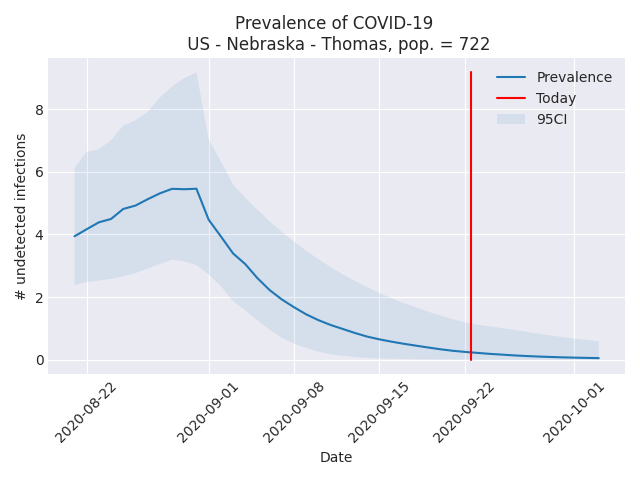 Prevalence of COVID-19
US - Nebraska - Thomas, pop. = 722
Prevalence
Today
95CI
# undetected infections
8
6
4
2
0
2020-08-22
2020-09-01
2020-09-08
2020-09-15
2020-09-22
2020-10-01
Date